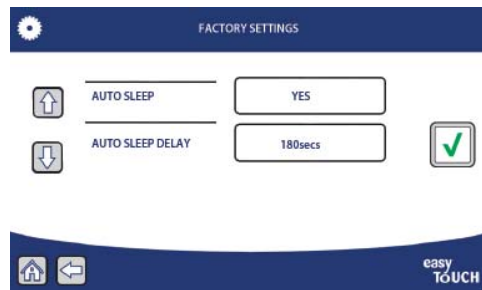 FACTORY SETTINGS
AUTO SLEEP YES
AUTO SLEEP DELAY 180secs
easy
TOUCH